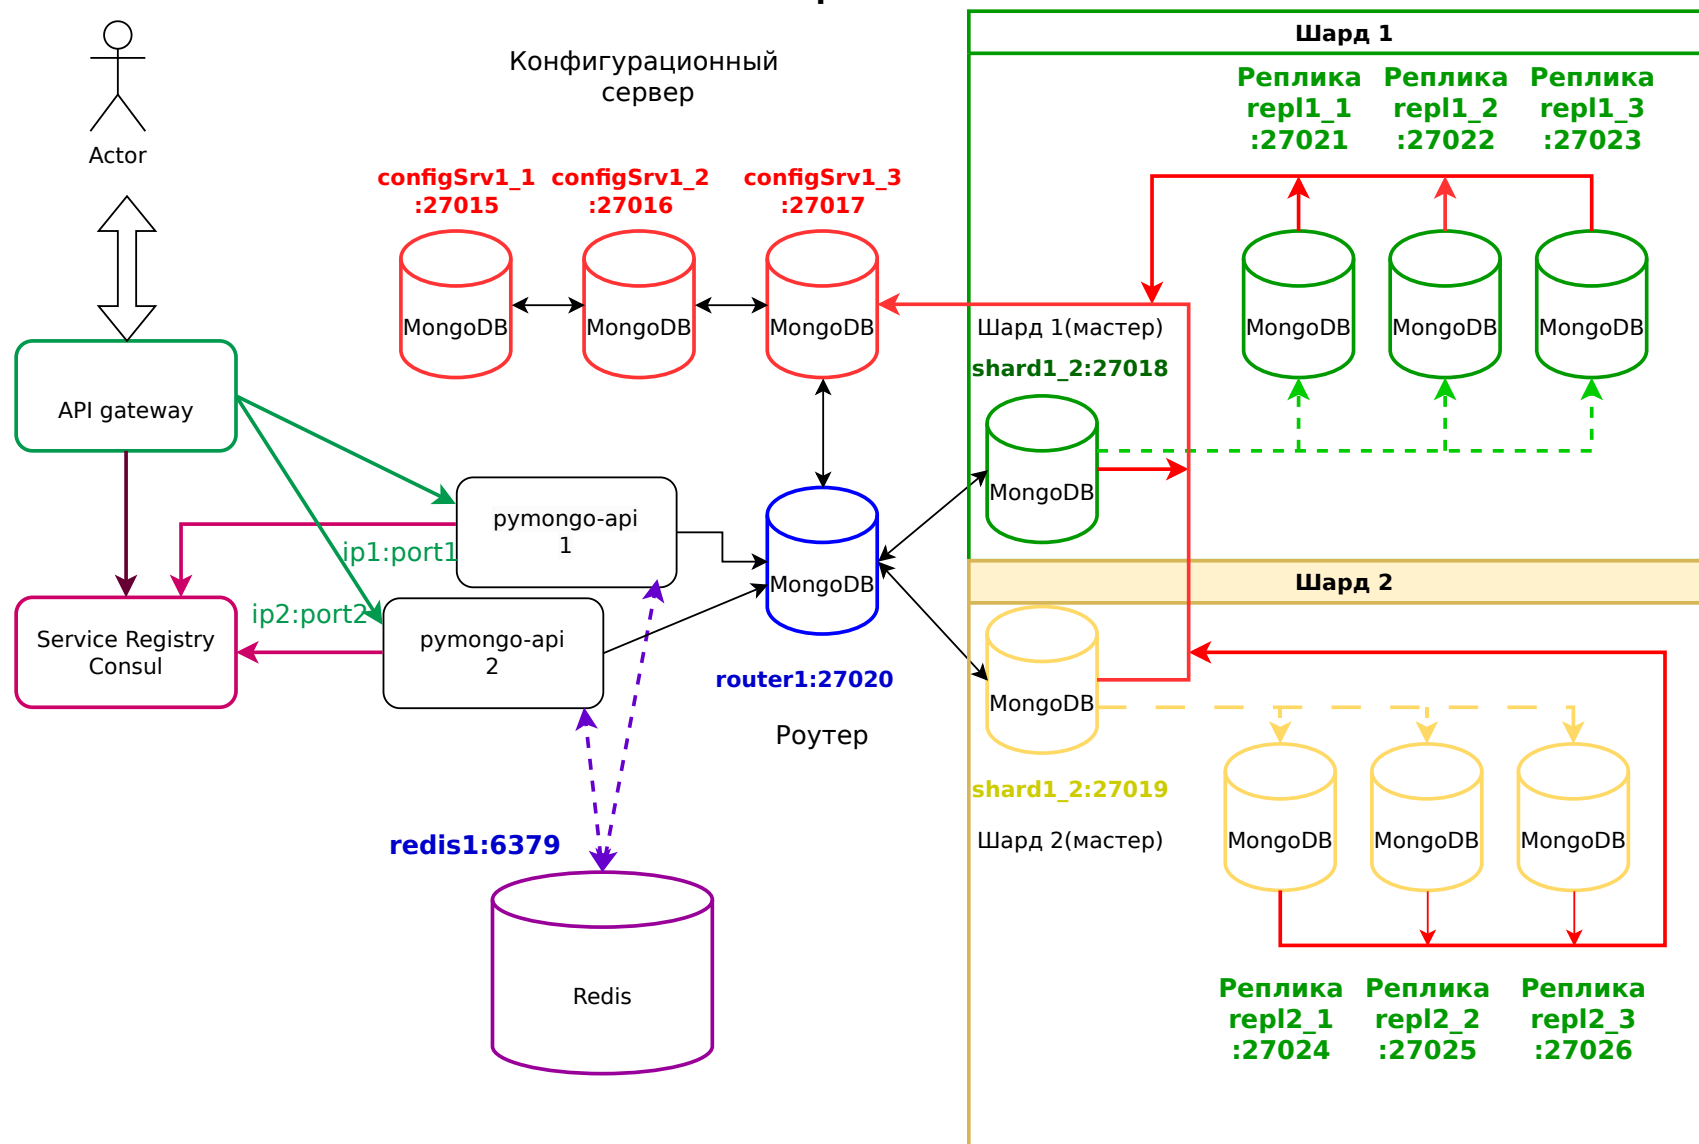 Шард 1
Конфигурационный
сервер
Реплика
repl1_1
:27021
Реплика
repl1_2
:27022
Реплика
repl1_3
:27023
Actor
configSrv1_1
:27015
configSrv1_2
:27016
configSrv1_3
:27017
MongoDB
MongoDB
MongoDB
Шард 1(мастер)
shard1_2:27018
MongoDB
MongoDB
MongoDB
API gateway
MongoDB
pymongo-api
1
ip1:port1
MongoDB
Шард 2
ip2:port2
Service Registry
Consul
pymongo-api
2
router1:27020
Роутер
MongoDB
shard1_2:27019
Шард 2(мастер)
MongoDB
MongoDB
MongoDB
redis1:6379
Redis
Реплика
repl2_1
:27024
Реплика
repl2_2
:27025
Реплика
repl2_3
:27026